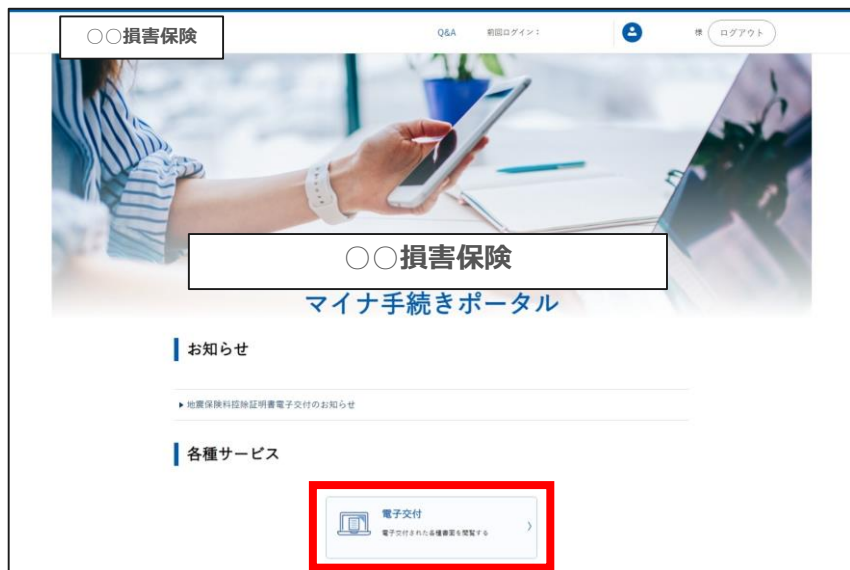 ○○損害保険
Q&A
前回ログイン：
様
ログアウト
○○損害保険
マイナ手続きポータル
お知らせ
▶地震保険料控除証明書電子交付のお知らせ
各種サービス
電子交付
電子交付された各種書面を閲覧する